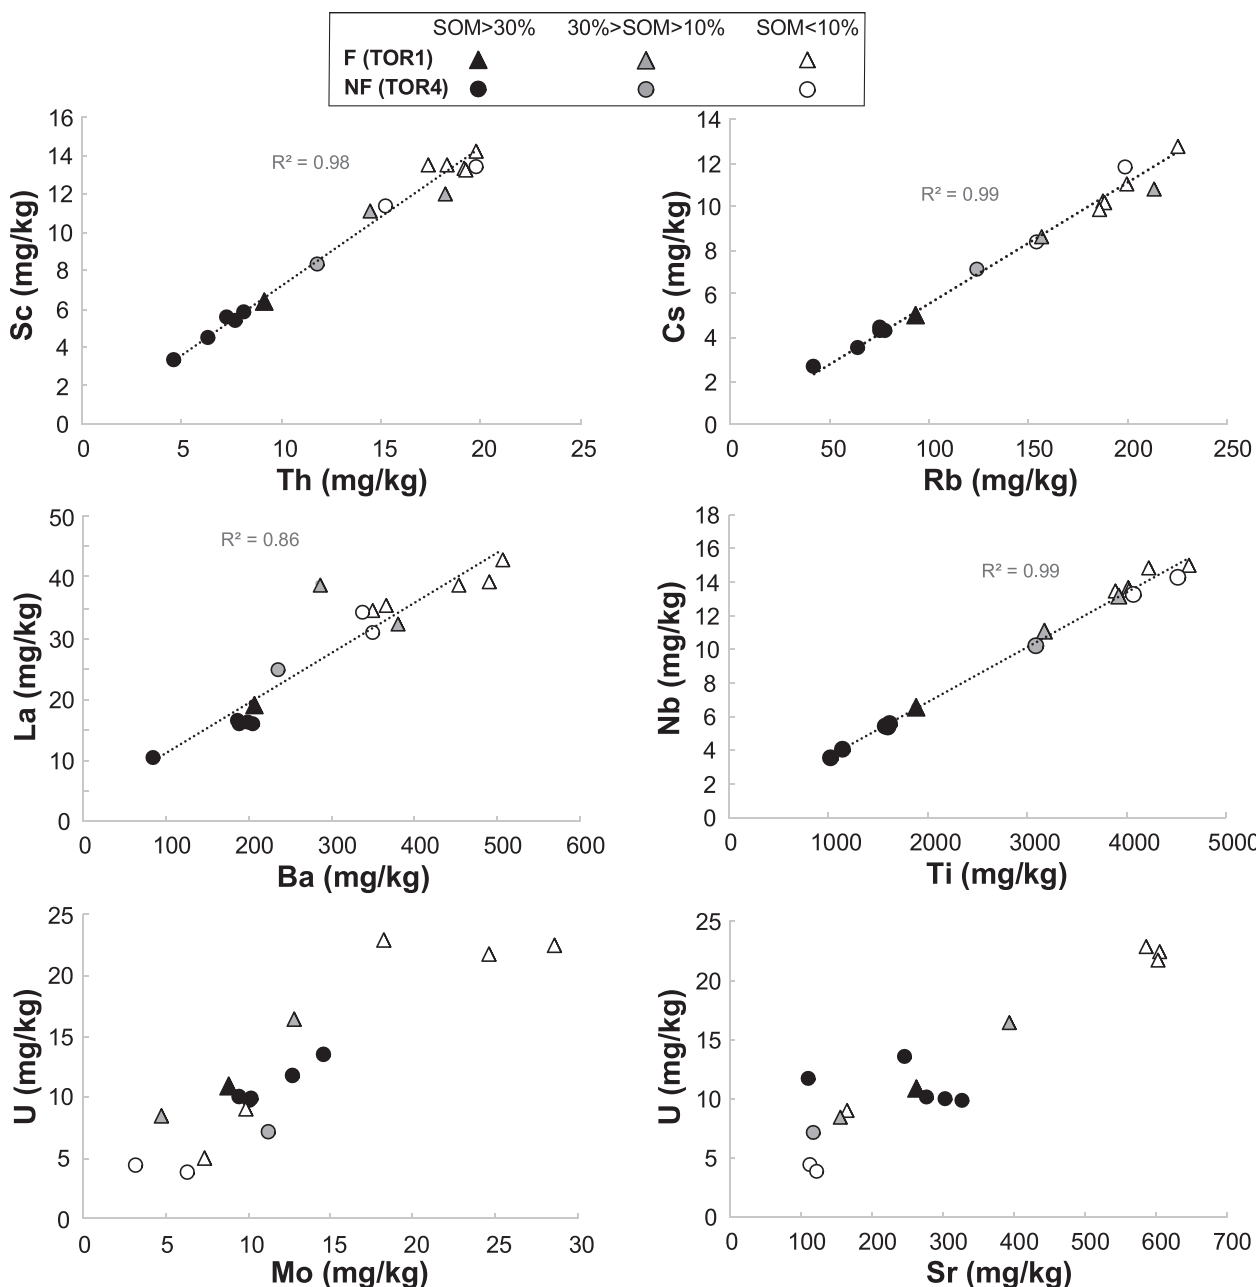 SOM>30% 30%>SOM>10% SOM<10%
F (TOR1)
NF (TOR4)
16
14
12
10
8
6
4
2
0
Sc (mg/kg)
R² = 0.98
0 5 10 15 20 25
Th (mg/kg)
14
12
10
8
6
4
2
0
Cs (mg/kg)
R² = 0.99
0 50 100 150 200 250
Rb (mg/kg)
50
40
30
20
10
0
La (mg/kg)
R² = 0.86
0 100 200 300 400 500 600
Ba (mg/kg)
18
16
14
12
10
8
6
4
2
0
Nb (mg/kg)
R² = 0.99
0 1000 2000 3000 4000 5000
Ti (mg/kg)
25
20
15
10
5
0
U (mg/kg)
0 5 10 15 20 25 30
Mo (mg/kg)
25
20
15
10
5
0
U (mg/kg)
0 100 200 300 400 500 600 700
Sr (mg/kg)